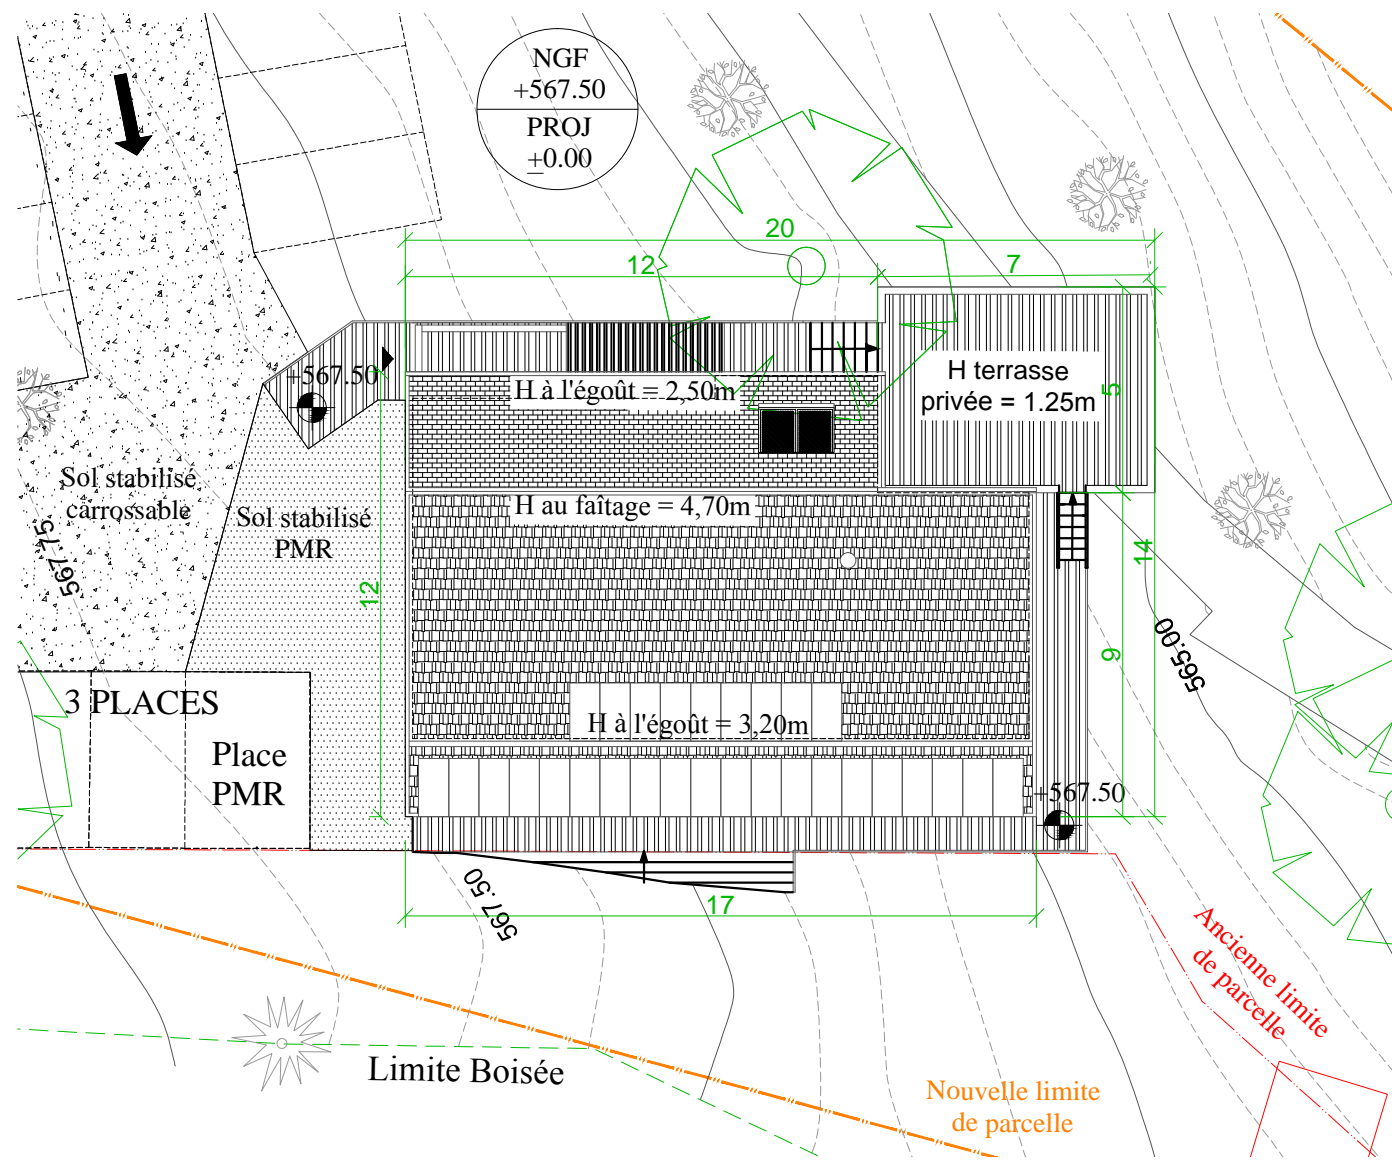 NGF
+567.50
PROJ
±0.00
20
12
7
+567.50
H à l'égoût = 2,50m
H terrasse
privée = 1.25m
5
Sol stabilisé
carrossable
H au faîtage = 4,70m
Sol stabilisé
PMR
567.75
14
12
9
565.00
3 PLACES
H à l'égoût = 3,20m
Place
PMR
+567.50
567.50
17
Ancienne limite
de parcelle
Limite Boisée
Nouvelle limite
de parcelle